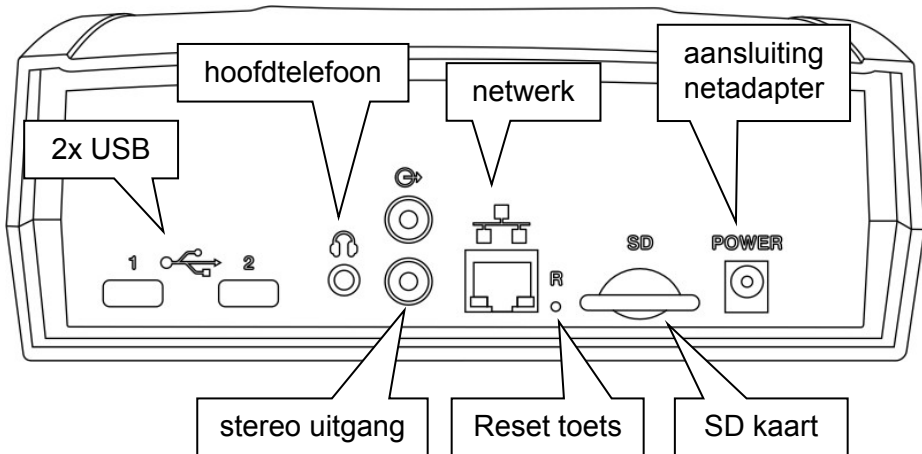 hoofdtelefoon
netwerk
aansluiting
netadapter
2x USB
1
2
R
SD
POWER
stereo uitgang
Reset toets
SD kaart